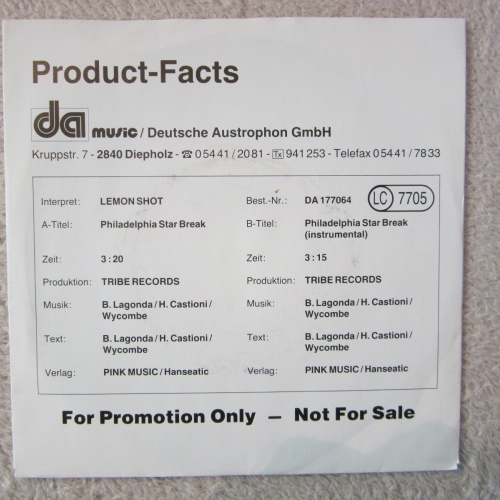 Product-Facts
da music / Deutsche Austrophon GmbH
Kruppstr. 7 - 2840 Diepholz - ☎ 05441/2081 - Tx 941253 - Telefax 05441/7833
Interpret: LEMON SHOT Best.-Nr.: DA 177064 LC 7705
A-Titel: Philadelphia Star Break B-Titel: Philadelphia Star Break
(instrumental)
Zeit: 3:20 Zeit: 3:15
Produktion: TRIBE RECORDS Produktion: TRIBE RECORDS
Musik: B. Lagonda/H. Castioni/ Musik: B. Lagonda/H. Castioni/
Wycombe Wycombe
Text: B. Lagonda/H. Castioni/ Text: B. Lagonda/H. Castioni/
Wycombe Wycombe
Verlag: PINK MUSIC/Hanseatic Verlag: PINK MUSIC/Hanseatic
For Promotion Only – Not For Sale